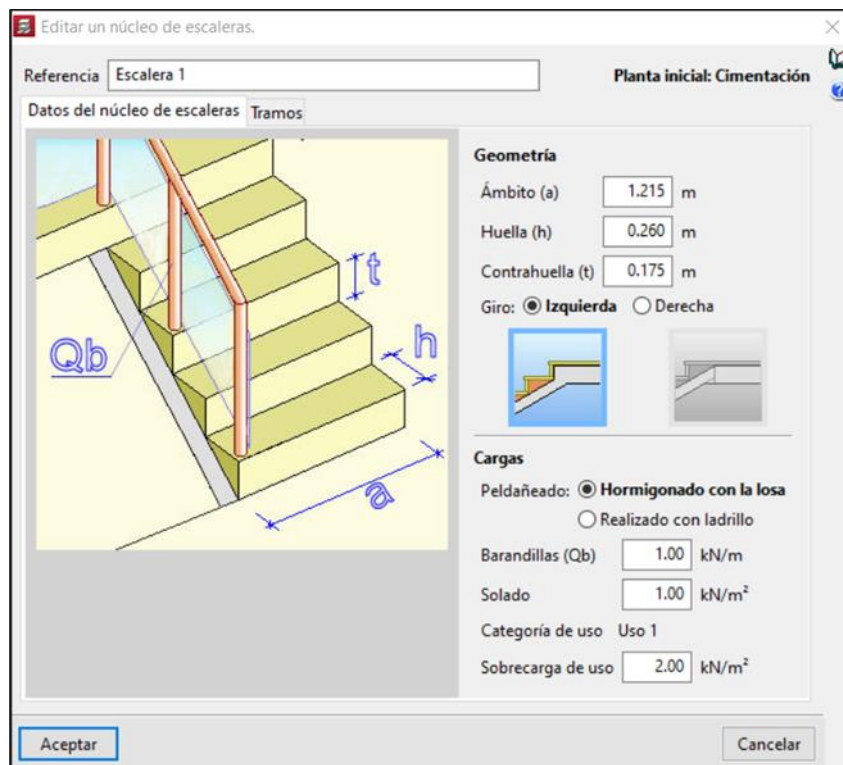 Editar un núcleo de escaleras.
Referencia Escalera 1 Planta inicial: Cimentación
Datos del núcleo de escaleras Tramos
t
h
Qb
a
Geometría
Ámbito (a) 1.215 m
Huella (h) 0.260 m
Contrahuella (t) 0.175 m
Giro: Izquierda Derecha
Cargas
Peldañeado: Hormigonado con la losa
Realizado con ladrillo
Barandillas (Qb) 1.00 kN/m
Solado 1.00 kN/m²
Categoría de uso Uso 1
Sobrecarga de uso 2.00 kN/m²
Aceptar Cancelar